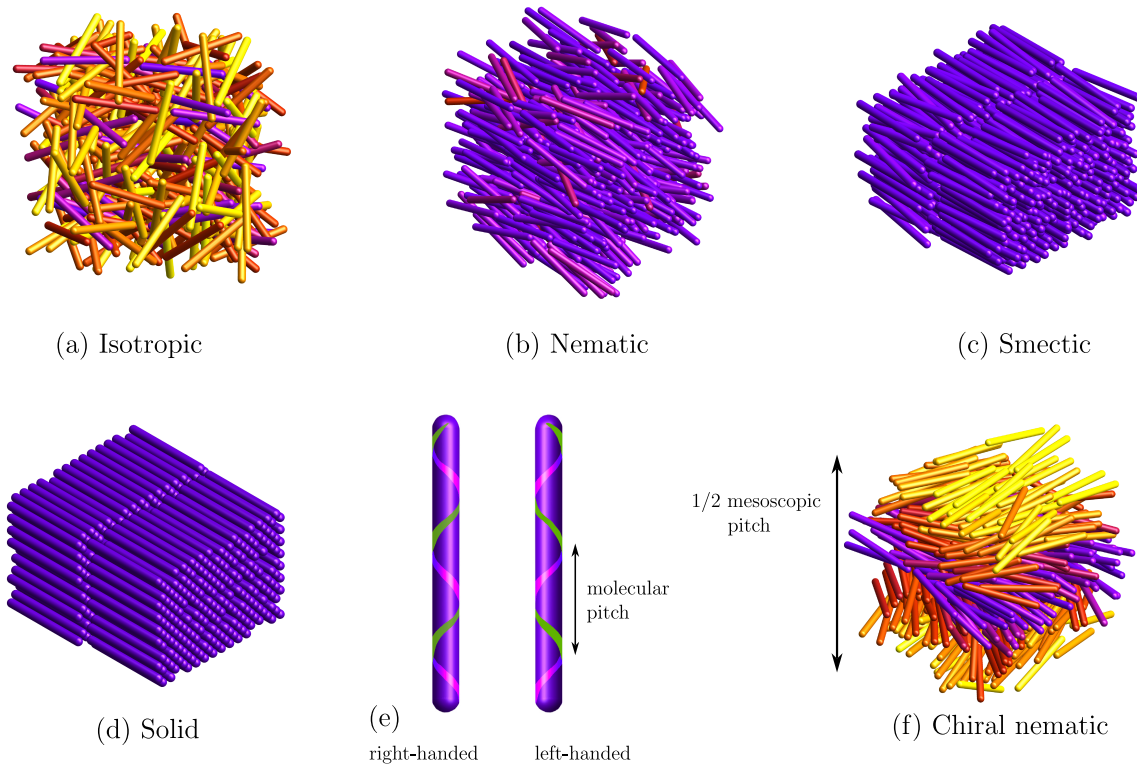 (a) Isotropic
(b) Nematic
(c) Smectic
(d) Solid
(e)
right-handed
left-handed
molecular
pitch
1/2 mesoscopic
pitch
(f) Chiral nematic